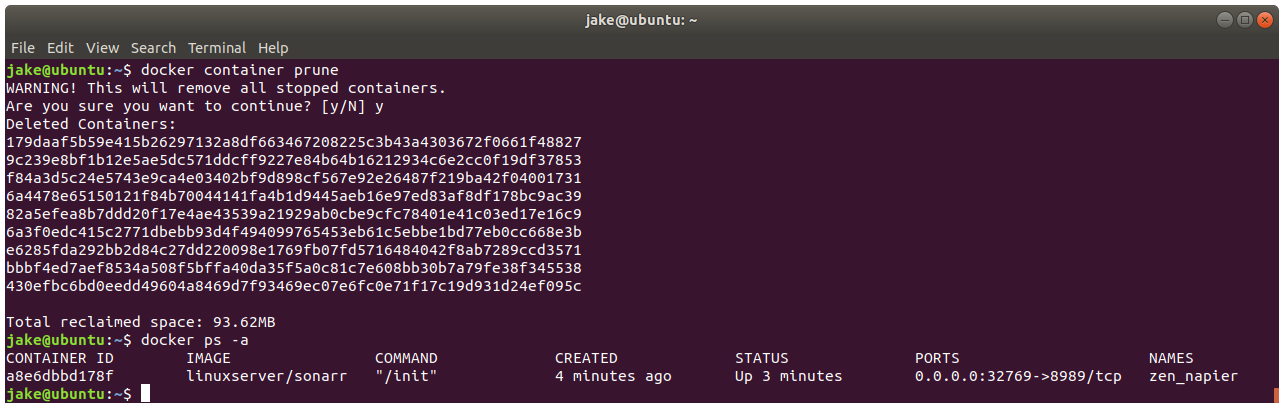 jake@ubuntu: ~
File Edit View Search Terminal Help
jake@ubuntu:~$ docker container prune
WARNING! This will remove all stopped containers.
Are you sure you want to continue? [y/N] y
Deleted Containers:
179daaf5b59e415b26297132a8df663467208225c3b43a4303672f0661f48827
9c239e8bf1b12e5ae5dc571ddcff9227e84b64b16212934c6e2cc0f19df37853
f84a3d5c24e5743e9ca4e03402bf9d898cf567e92e26487f219ba42f04001731
6a4478e65150121f84b70044141fa4b1d9445aeb16e97ed83af8df178bc9ac39
82a5efea8b7ddd20f17e4ae43539a21929ab0cbe9cfc78401e41c03ed17e16c9
6a3f0edc415c2771dbebb93d4f494099765453eb61c5ebbe1bd77eb0cc668e3b
e6285fda292bb2d84c27dd220098e1769fb07fd5716484042f8ab7289ccd3571
bbbf4ed7aef8534a508f5bffa40da35f5a0c81c7e608bb30b7a79fe38f345538
430efbc6bd0eedd49604a8469d7f93469ec07e6fc0e71f17c19d931d24ef095c
Total reclaimed space: 93.62MB
jake@ubuntu:~$ docker ps -a
CONTAINER ID IMAGE COMMAND CREATED STATUS PORTS NAMES
a8e6dbbd178f linuxserver/sonarr "/init" 4 minutes ago Up 3 minutes 0.0.0.0:32769->8989/tcp zen_napier
jake@ubuntu:~$